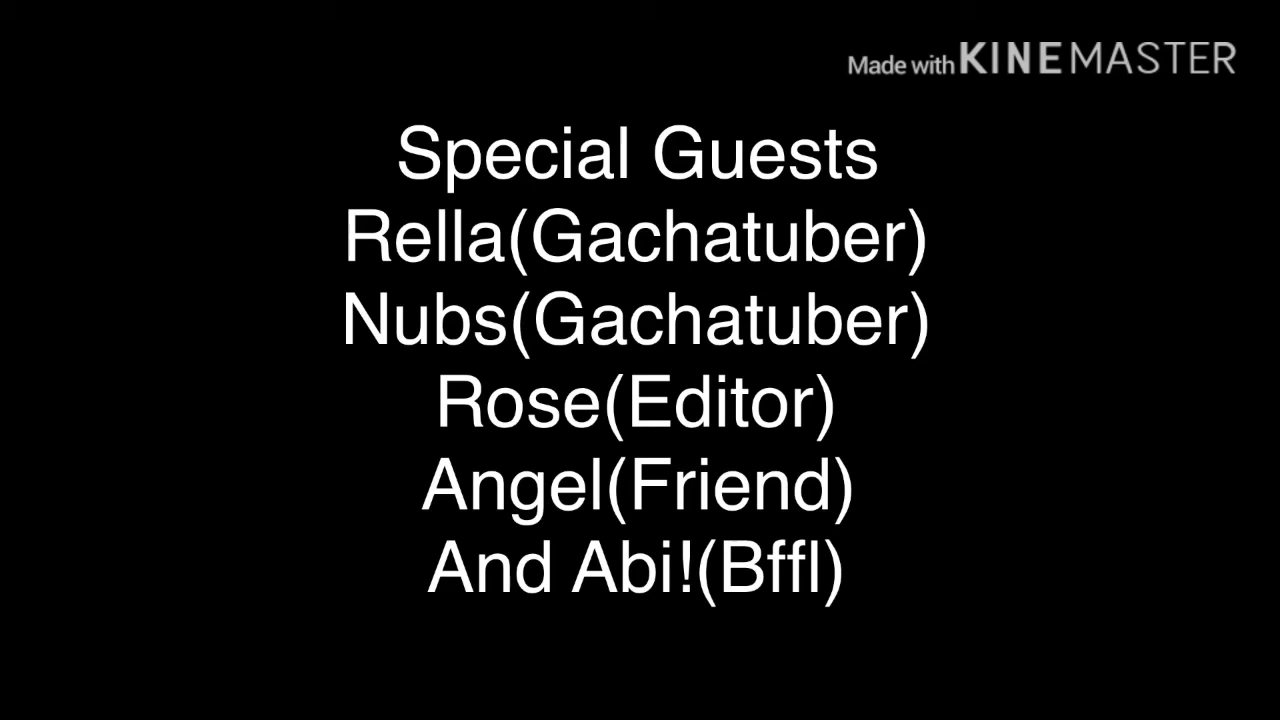 Made with KINEMASTER
Special Guests
Rella(Gachatuber)
Nubs(Gachatuber)
Rose(Editor)
Angel(Friend)
And Abi!(Bffl)